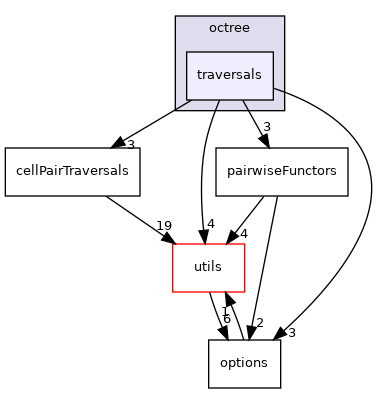 octree
traversals
3
3
cellPairTraversals
pairwiseFunctors
19
4
4
utils
1
6
2
3
options